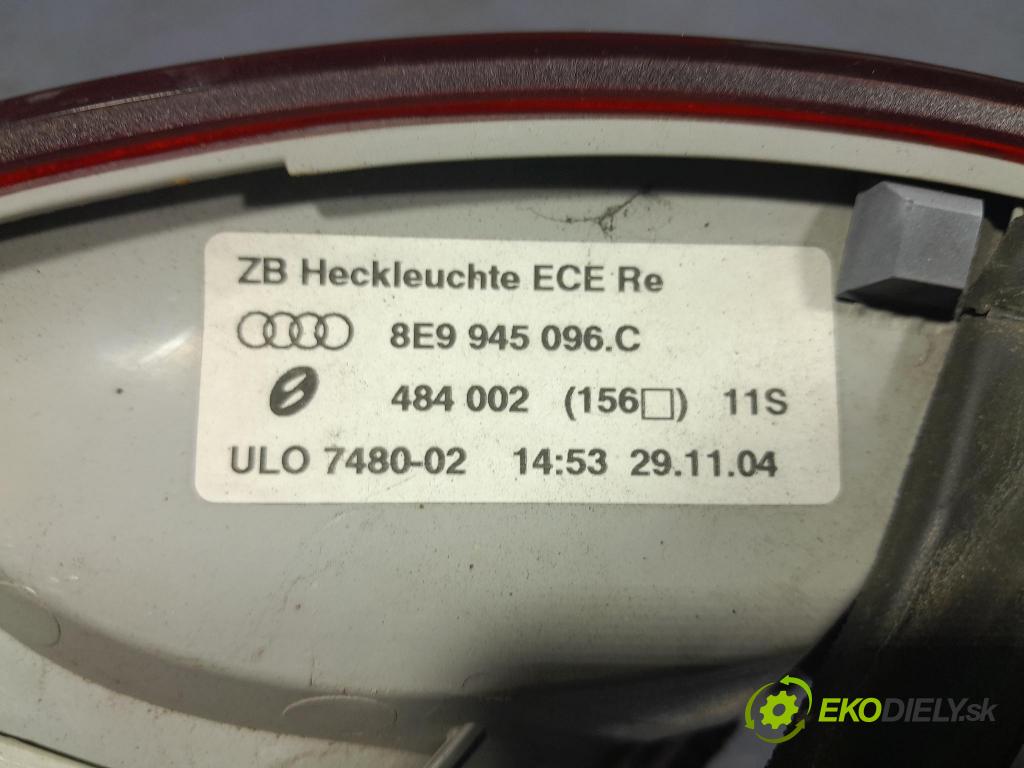 ZB Heckleuchte ECE Re
8E9 945 096.C
484 002 (156□) 11S
ULO 7480-02 14:53 29.11.04
EKODIELY.sk